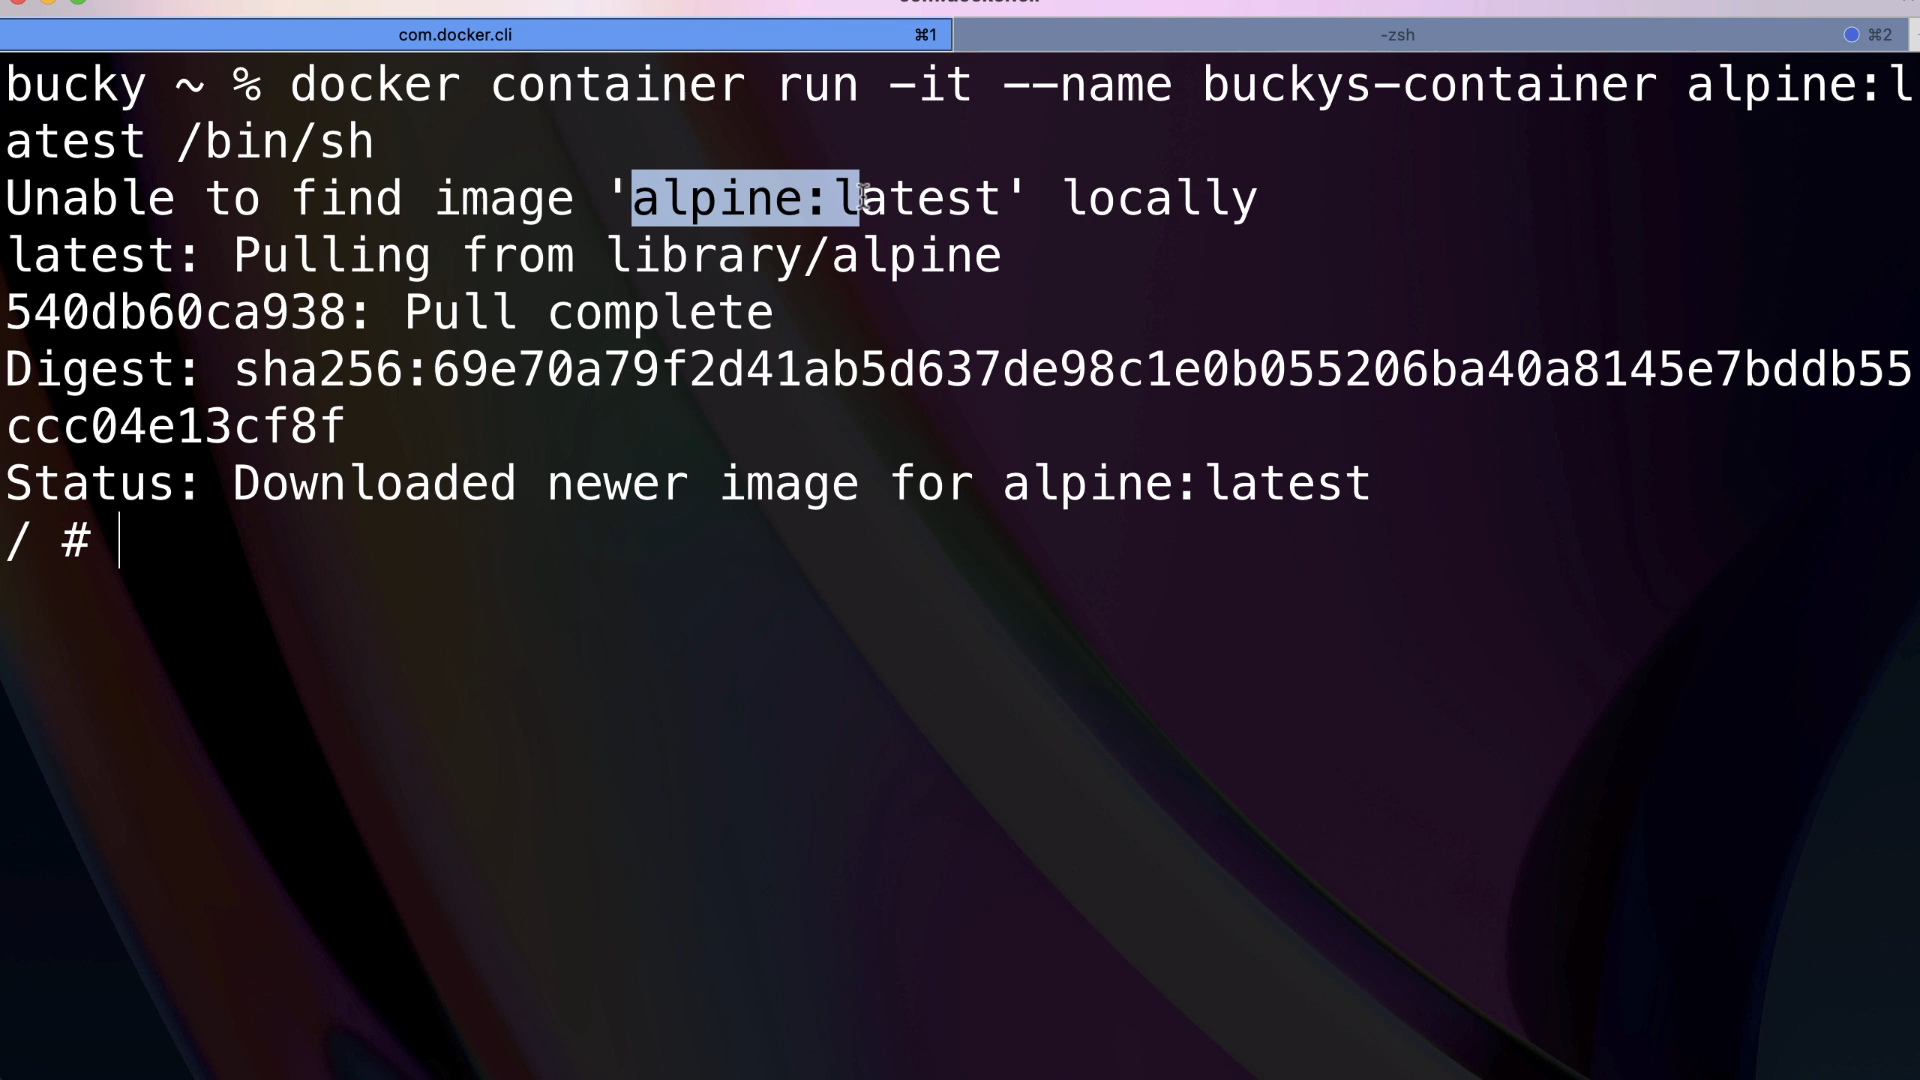 com.docker.cli ⌘1 -zsh ⌘2
bucky ~ % docker container run -it --name buckys-container alpine:l
atest /bin/sh
Unable to find image 'alpine:latest' locally
latest: Pulling from library/alpine
540db60ca938: Pull complete
Digest: sha256:69e70a79f2d41ab5d637de98c1e0b055206ba40a8145e7bddb55
ccc04e13cf8f
Status: Downloaded newer image for alpine:latest
/ #